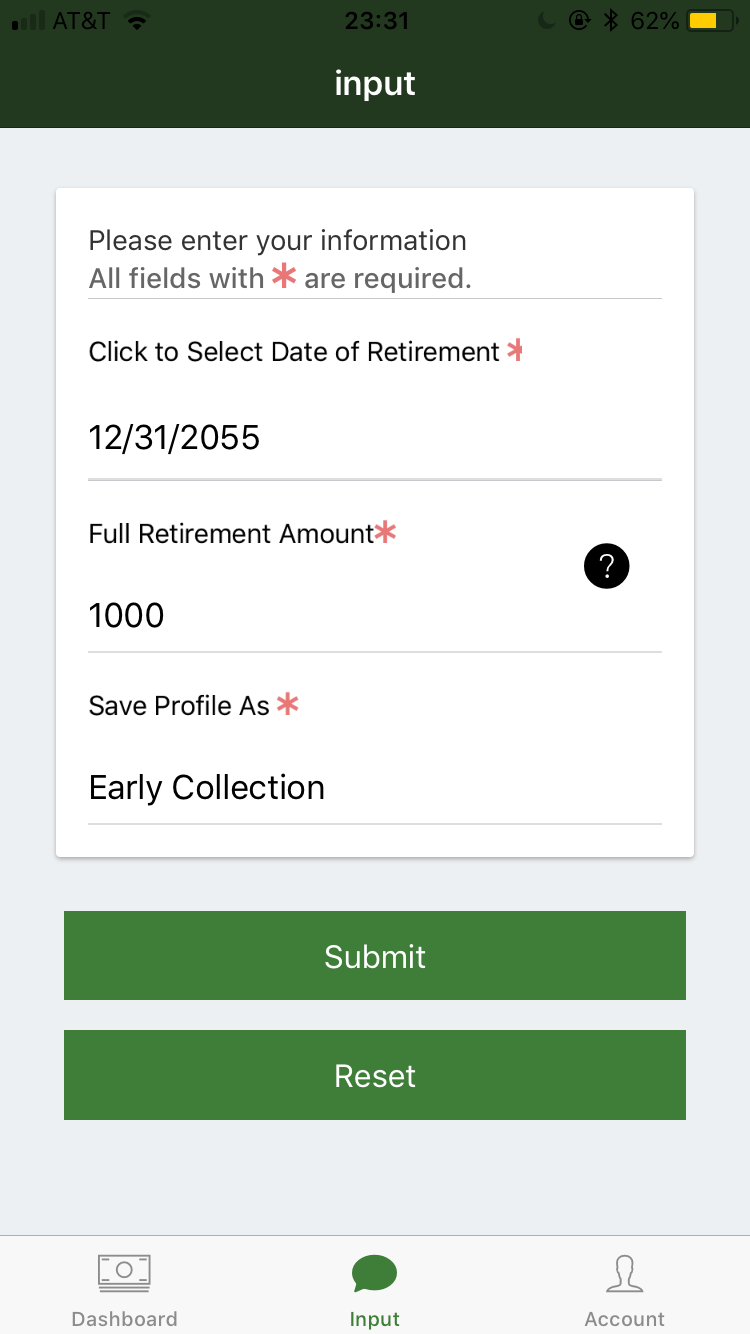 AT&T 23:31 62%
input
Please enter your information
All fields with * are required.
Click to Select Date of Retirement *
12/31/2055
Full Retirement Amount*
?
1000
Save Profile As *
Early Collection
Submit
Reset
Dashboard Input Account